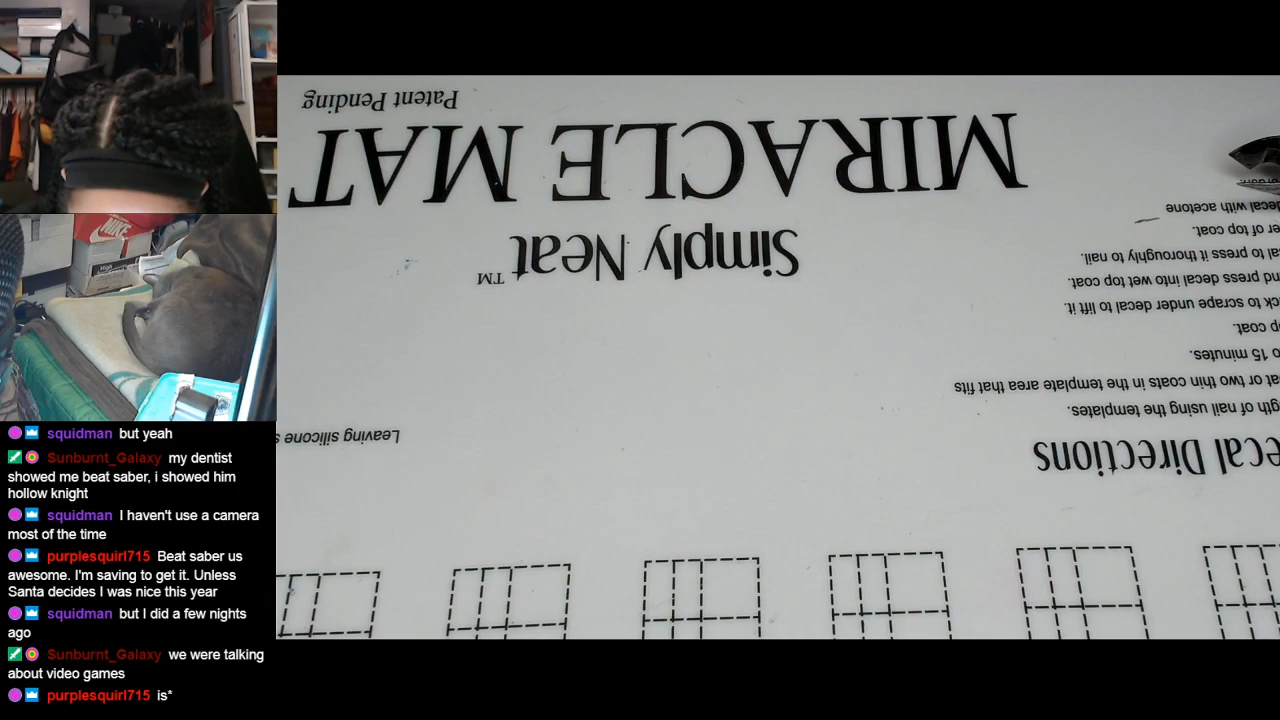 Patent Pending
MIRACLE MAT
Simply Neat™
Leaving silicone s
ecal Directions
gth of nail using the templates.
at or two thin coats in the template area that fits
o 15 minutes.
op coat.
ck to scrape under decal to lift it.
nd press decal into wet top coat.
cal to press it thoroughly to nail.
er of top coat.
decal with acetone
NIKE
squidman but yeah
Sunburnt_Galaxy my dentist
showed me beat saber, i showed him
hollow knight
squidman I haven't use a camera
most of the time
purplesquirl715 Beat saber us
awesome. I'm saving to get it. Unless
Santa decides I was nice this year
squidman but I did a few nights
ago
Sunburnt_Galaxy we were talking
about video games
purplesquirl715 is*